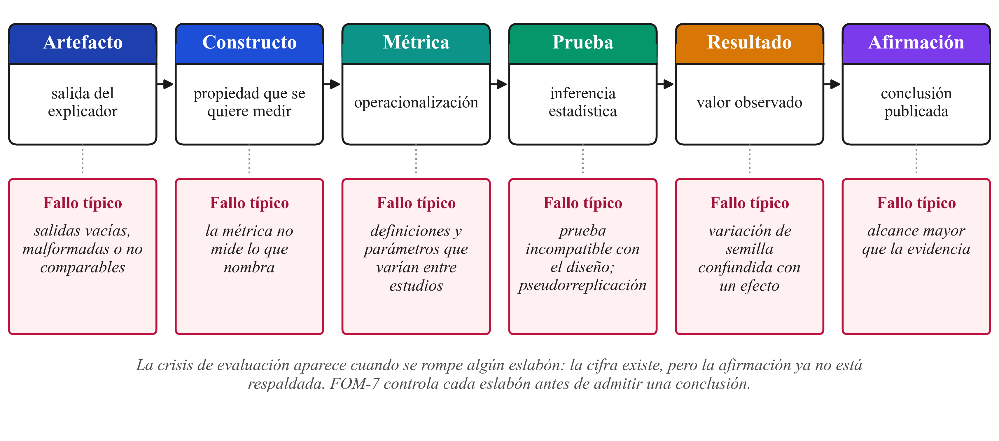 Artefacto
salida del
explicador
Constructo
propiedad que se
quiere medir
Métrica
operacionalización
Prueba
inferencia
estadística
Resultado
valor observado
Afirmación
conclusión
publicada
Fallo típico
salidas vacías,
malformadas o no
comparables
Fallo típico
la métrica no
mide lo que
nombra
Fallo típico
definiciones y
parámetros que
varían entre
estudios
Fallo típico
prueba
incompatible con
el diseño;
pseudorreplicación
Fallo típico
variación de
semilla
confundida con
un efecto
Fallo típico
alcance mayor
que la evidencia
La crisis de evaluación aparece cuando se rompe algún eslabón: la cifra existe, pero la afirmación ya no está
respaldada. FOM-7 controla cada eslabón antes de admitir una conclusión.